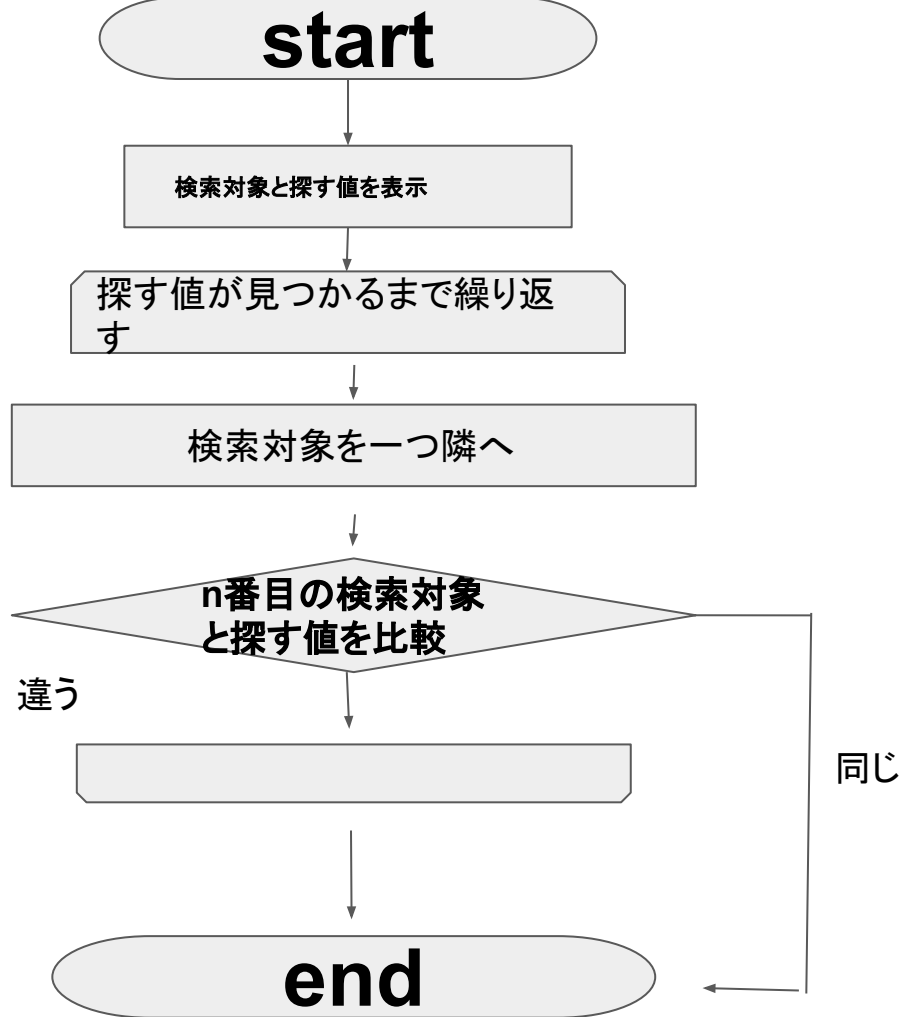 start
検索対象と探す値を表示
探す値が見つかるまで繰り返
す
検索対象を一つ隣へ
n番目の検索対象
と探す値を比較
違う
同じ
end